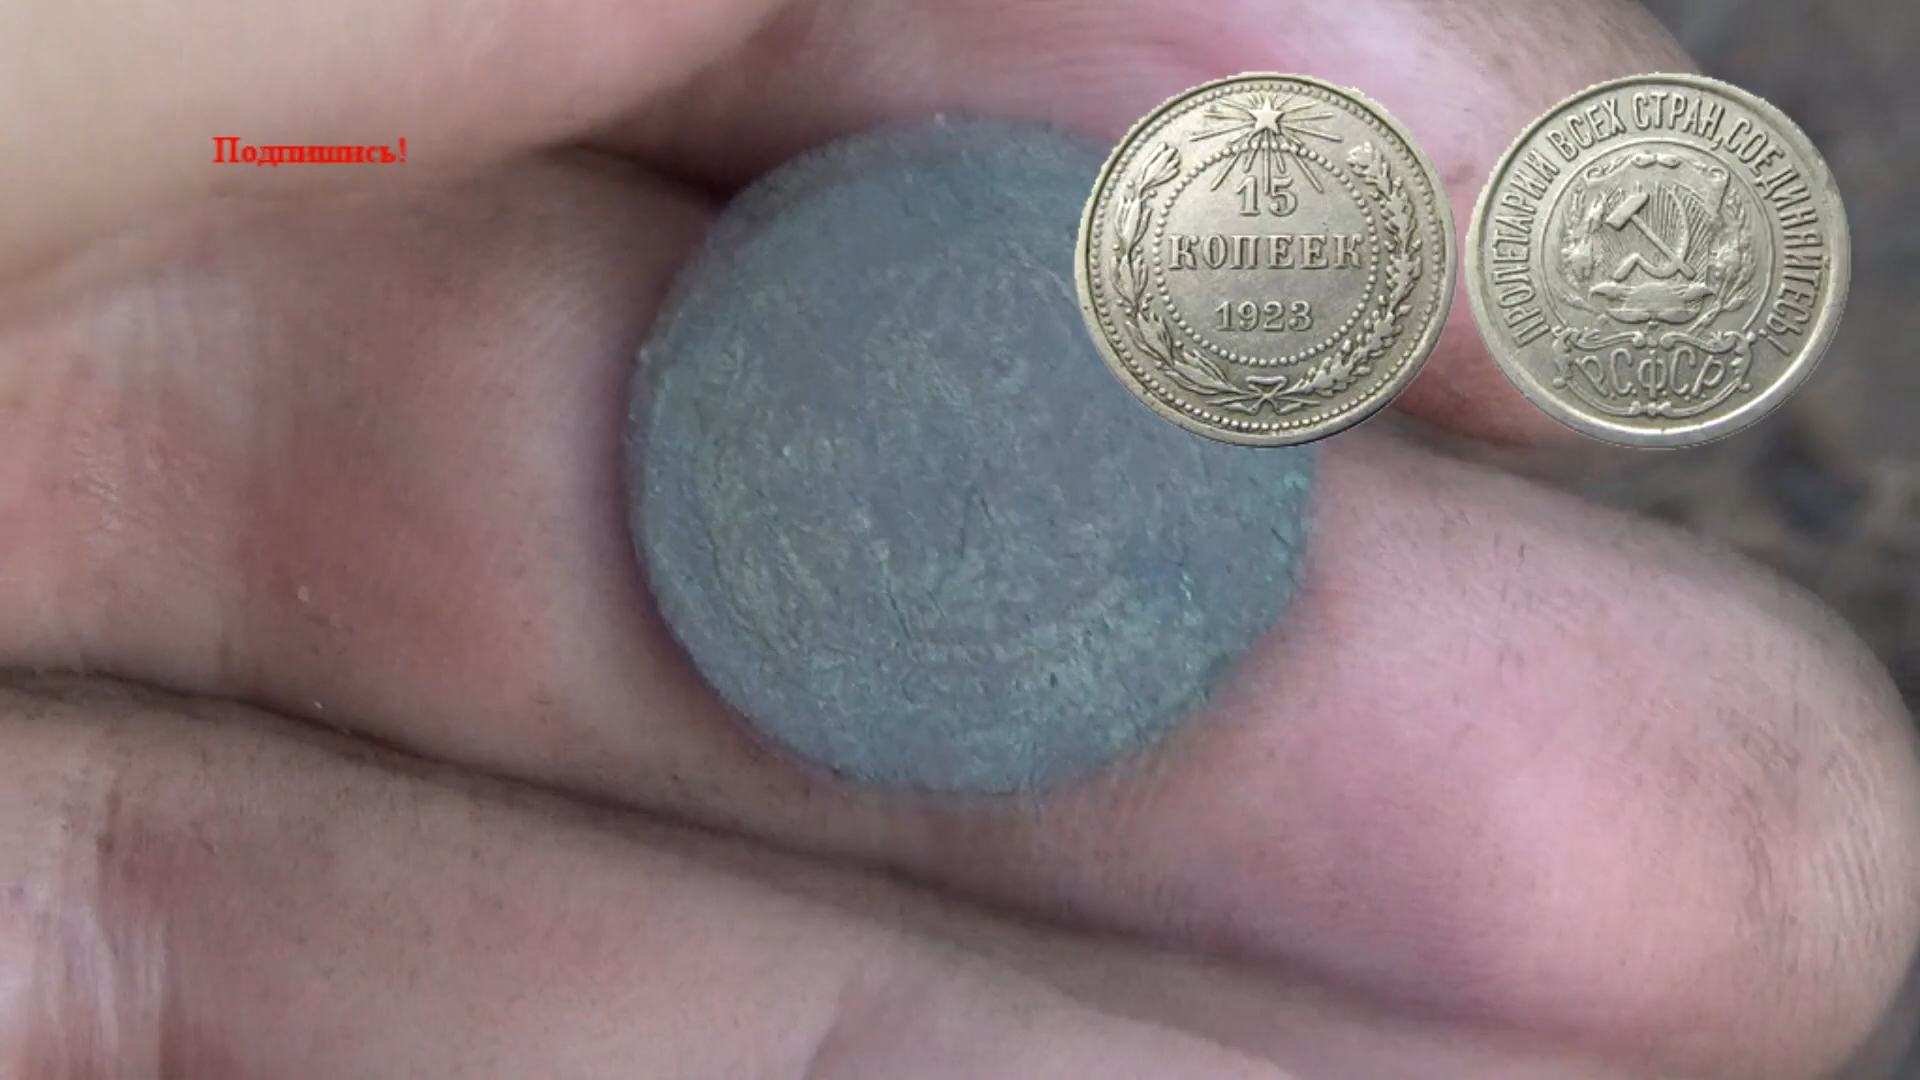 Подпишись!
15
КОПЕЕК
1923
ПРОЛЕТАРИИ ВСЕХ СТРАН, СОЕДИНЯЙТЕСЬ!
Р.С.Ф.С.Р.